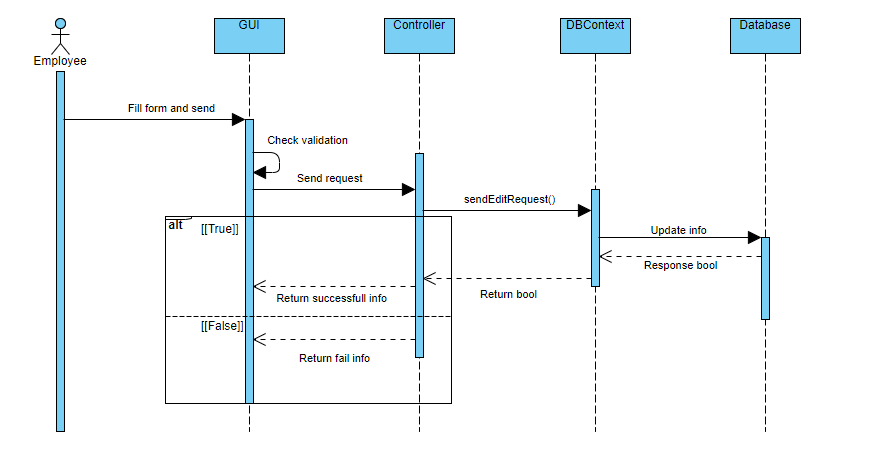 Employee
GUI
Controller
DBContext
Database
Fill form and send
Check validation
Send request
sendEditRequest()
alt
[[True]]
Update info
Response bool
Return bool
Return successfull info
[[False]]
Return fail info